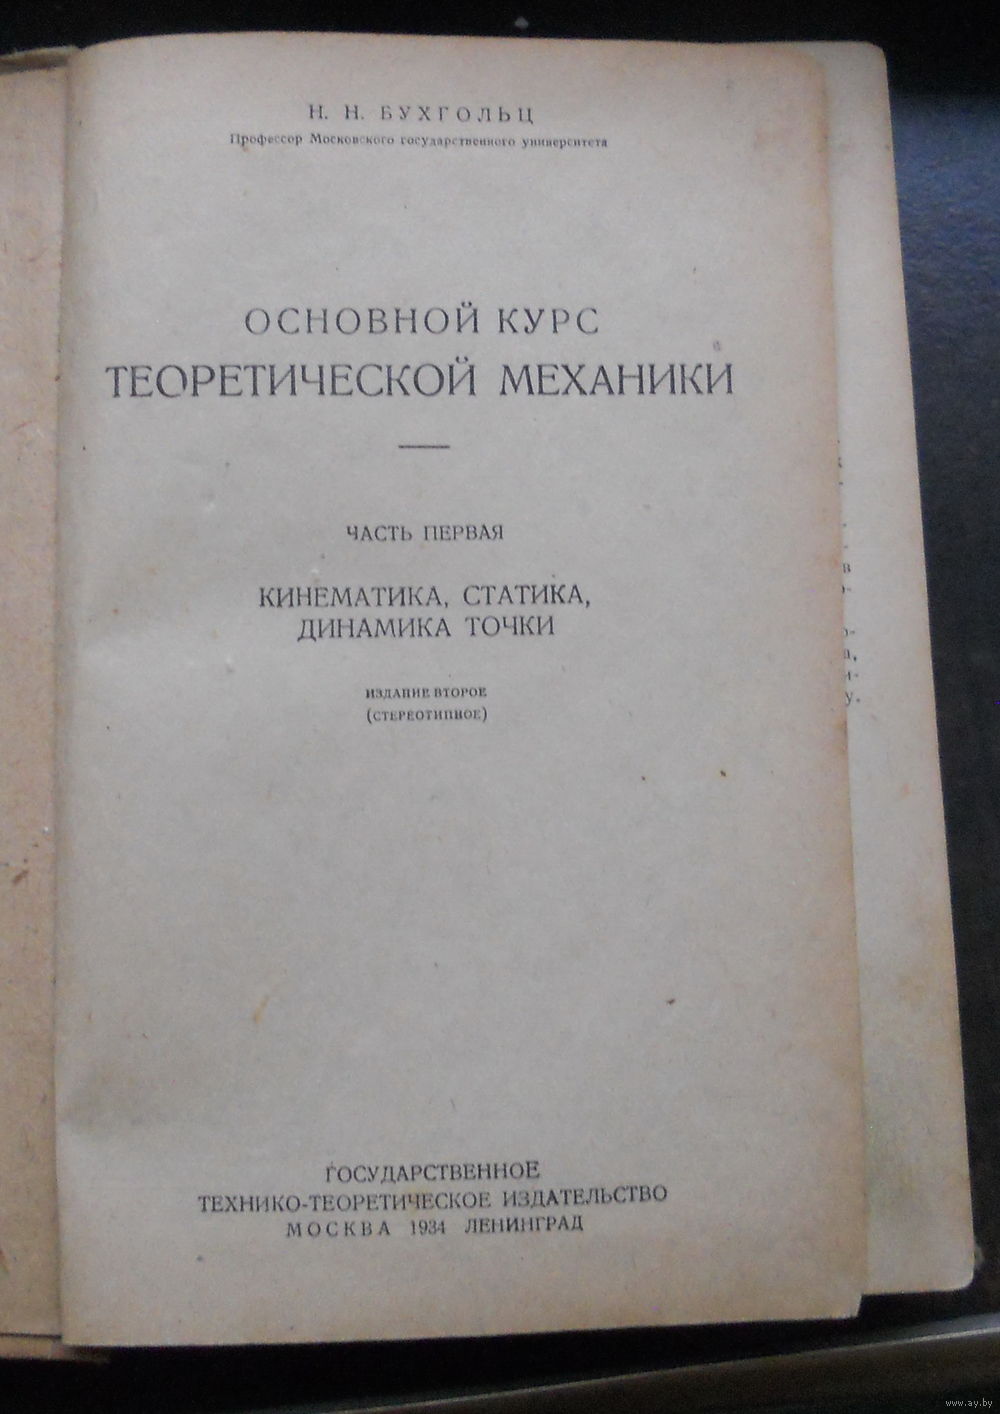 Н. Н. БУХГОЛЬЦ
Профессор Московского государственного университета
ОСНОВНОЙ КУРС
ТЕОРЕТИЧЕСКОЙ МЕХАНИКИ
ЧАСТЬ ПЕРВАЯ
КИНЕМАТИКА, СТАТИКА,
ДИНАМИКА ТОЧКИ
ИЗДАНИЕ ВТОРОЕ
(СТЕРЕОТИПНОЕ)
ГОСУДАРСТВЕННОЕ
ТЕХНИКО-ТЕОРЕТИЧЕСКОЕ ИЗДАТЕЛЬСТВО
МОСКВА 1934 ЛЕНИНГРАД
www.ay.by